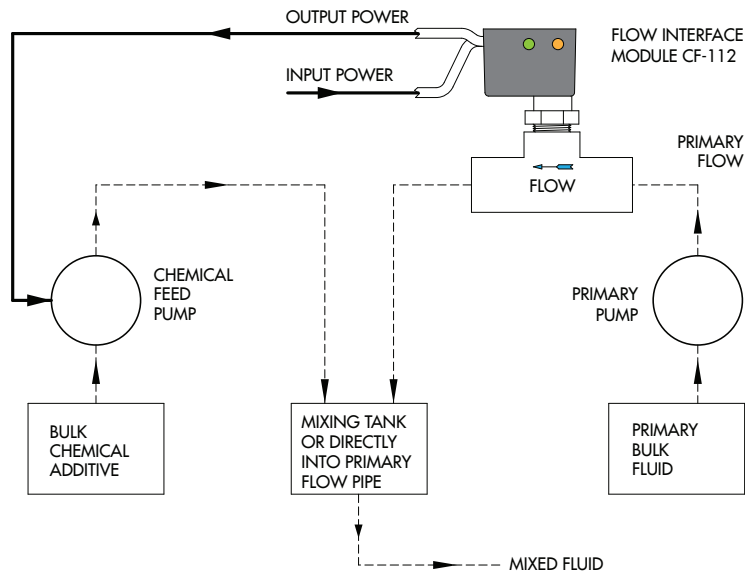 OUTPUT POWER
FLOW INTERFACE
MODULE CF-112
INPUT POWER
PRIMARY
FLOW
FLOW
CHEMICAL
FEED
PUMP
PRIMARY
PUMP
BULK
CHEMICAL
ADDITIVE
MIXING TANK
OR DIRECTLY
INTO PRIMARY
FLOW PIPE
PRIMARY
BULK
FLUID
MIXED FLUID